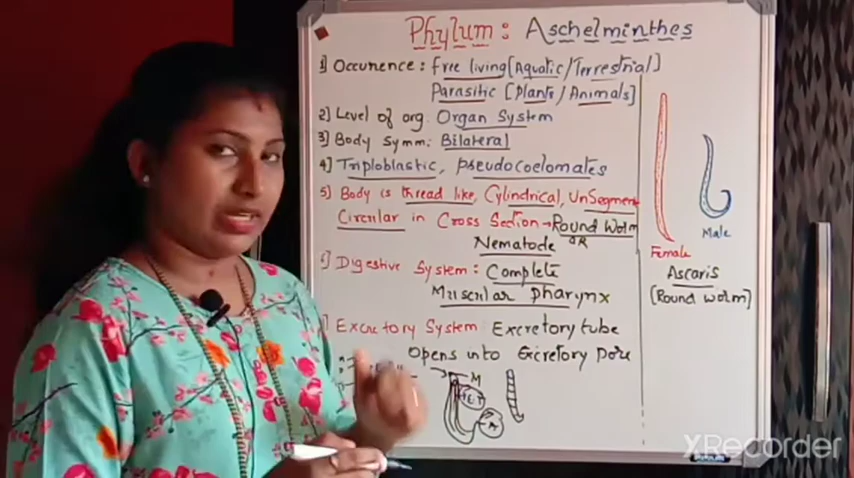 Phylum: Aschelminthes
1) Occurence: free living [Aquatic/Terrestrial]
Parasitic [Plants/Animals]
2) Level of org. Organ System
3) Body Symm: Bilateral
4) Triploblastic, pseudocoelomates
5) Body is thread like, Cylindrical, UnSegment
Circular in Cross Section → Round Worm
OR
Nematode
6) Digestive System: Complete
Muscular pharynx
Excretory System Excretory tube
Opens into Excretory Pore
M
A
Female
Male
Ascaris
(Round worm)
XRecorder